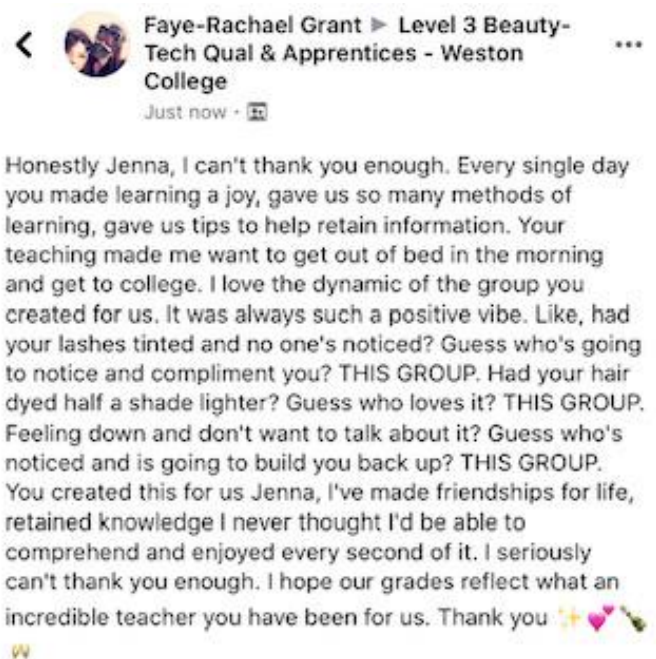 Faye-Rachael Grant ▶ Level 3 Beauty-
Tech Qual & Apprentices - Weston
College
Just now ·
Honestly Jenna, I can't thank you enough. Every single day
you made learning a joy, gave us so many methods of
learning, gave us tips to help retain information. Your
teaching made me want to get out of bed in the morning
and get to college. I love the dynamic of the group you
created for us. It was always such a positive vibe. Like, had
your lashes tinted and no one's noticed? Guess who's going
to notice and compliment you? THIS GROUP. Had your hair
dyed half a shade lighter? Guess who loves it? THIS GROUP.
Feeling down and don't want to talk about it? Guess who's
noticed and is going to build you back up? THIS GROUP.
You created this for us Jenna, I've made friendships for life,
retained knowledge I never thought I'd be able to
comprehend and enjoyed every second of it. I seriously
can't thank you enough. I hope our grades reflect what an
incredible teacher you have been for us. Thank you ✨💕🍾
🥂